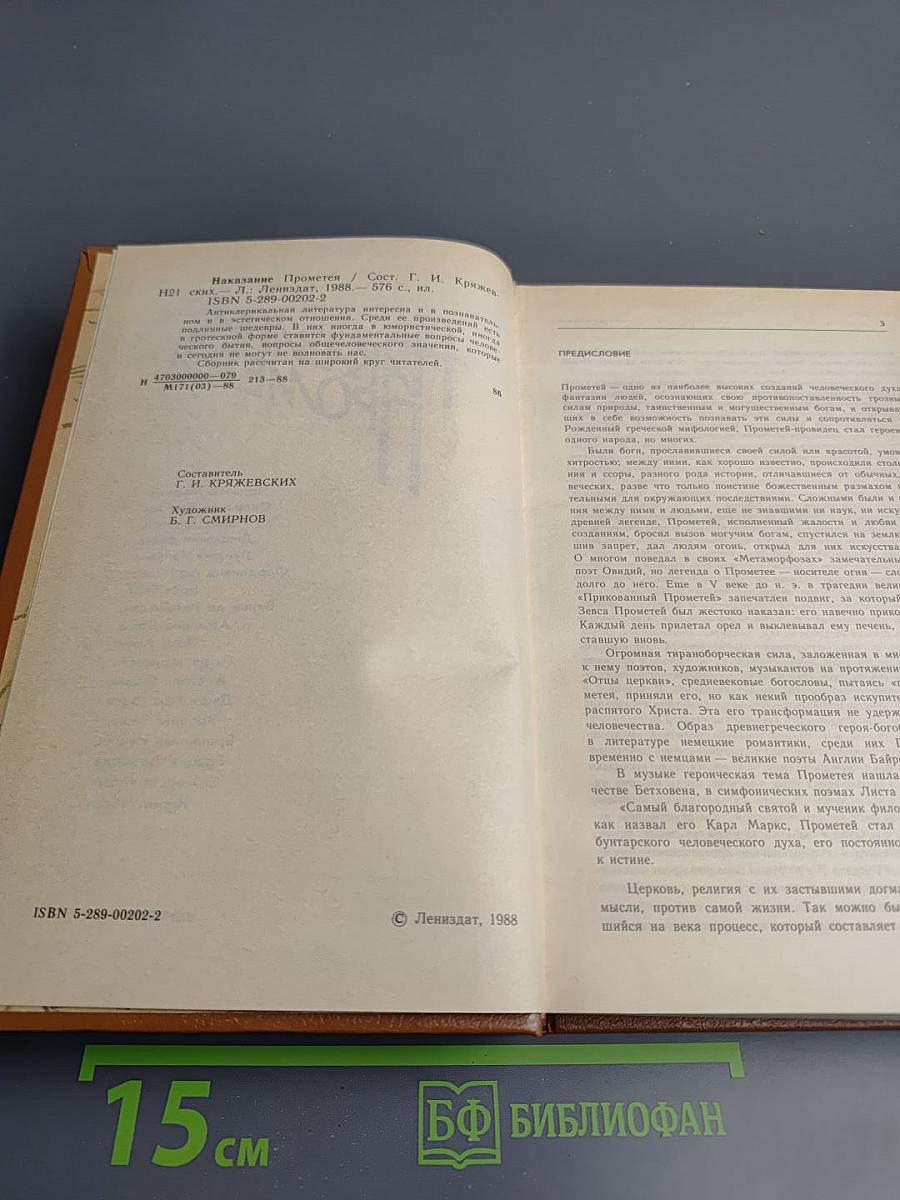 Наказание Прометея / Сост. Г. И. Кряжев-
Н21 ских.— Л.: Лениздат, 1988.— 576 с., ил.
ISBN 5-289-00202-2
Антиклерикальная литература интересна и в познаватель-
ном и в эстетическом отношении. Среди ее произведений есть
подлинные шедевры. В них иногда в юмористической, иногда
в гротескной форме ставятся фундаментальные вопросы челове-
ческого бытия, вопросы общечеловеческого значения, которые
и сегодня не могут не волновать нас.
Сборник рассчитан на широкий круг читателей.
Н 4703000000—079
М171(03)—88 213—88
86
Составитель
Г. И. КРЯЖЕВСКИХ
Художник
Б. Г. СМИРНОВ
ISBN 5-289-00202-2
© Лениздат, 1988
3
ПРЕДИСЛОВИЕ
Прометей — одно из наиболее высоких созданий человеческого духа
фантазии людей, осознающих свою противопоставленность грозны
силам природы, таинственным и могущественным богам, и открыва
щих в себе возможность познавать эти силы и сопротивляться
Рожденный греческой мифологией, Прометей-провидец стал героем
одного народа, но многих.
Были боги, прославившиеся своей силой или красотой, умом
хитростью; между ними, как хорошо известно, происходили столк
ния и ссоры, разного рода истории, отличавшиеся от обычных,
веческих, разве что только поистине божественным размахом и
тельными для окружающих последствиями. Сложными были и
ния между ними и людьми, еще не знавшими ни наук, ни иску
древней легенде, Прометей, исполненный жалости и любви
созданиям, бросил вызов могучим богам, спустился на землю
шив запрет, дал людям огонь, открыл для них искусства
О многом поведал в своих «Метаморфозах» замечательны
поэт Овидий, но легенда о Прометее — носителе огня — сло
долго до него. Еще в V веке до н. э. в трагедии вели
«Прикованный Прометей» запечатлен подвиг, за который
Зевса Прометей был жестоко наказан: его навечно прико
Каждый день прилетал орел и выклевывал ему печень,
ставшую вновь.
Огромная тираноборческая сила, заложенная в ми
к нему поэтов, художников, музыкантов на протяжени
«Отцы церкви», средневековые богословы, пытаясь «п
метея, приняли его, но как некий прообраз искупите
распятого Христа. Эта его трансформация не удерж
человечества. Образ древнегреческого героя-богоб
в литературе немецкие романтики, среди них Г
временно с немцами — великие поэты Англии Байро
В музыке героическая тема Прометея нашла
честве Бетховена, в симфонических поэмах Листа
«Самый благородный святой и мученик фило
как назвал его Карл Маркс, Прометей стал
бунтарского человеческого духа, его постоянно
к истине.
Церковь, религия с их застывшими догма
мысли, против самой жизни. Так можно бы
шийся на века процесс, который составляет
15 см
БФ БИБЛИОФАН